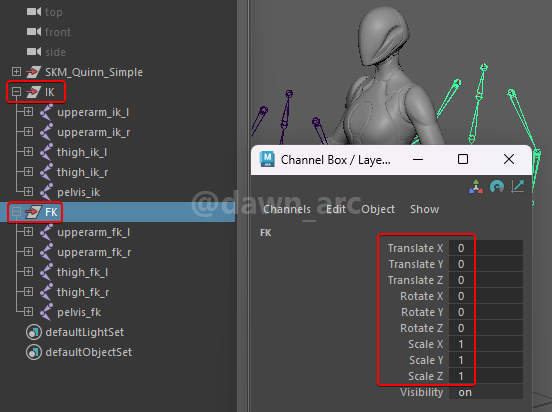 top
front
side
SKM_Quinn_Simple
IK
upperarm_ik_l
upperarm_ik_r
thigh_ik_l
thigh_ik_r
pelvis_ik
FK
upperarm_fk_l
upperarm_fk_r
thigh_fk_l
thigh_fk_r
pelvis_fk
defaultLightSet
defaultObjectSet
@dawn_arc
M
Channel Box / Laye...
Channels Edit Object Show
FK
Translate X 0
Translate Y 0
Translate Z 0
Rotate X 0
Rotate Y 0
Rotate Z 0
Scale X 1
Scale Y 1
Scale Z 1
Visibility on